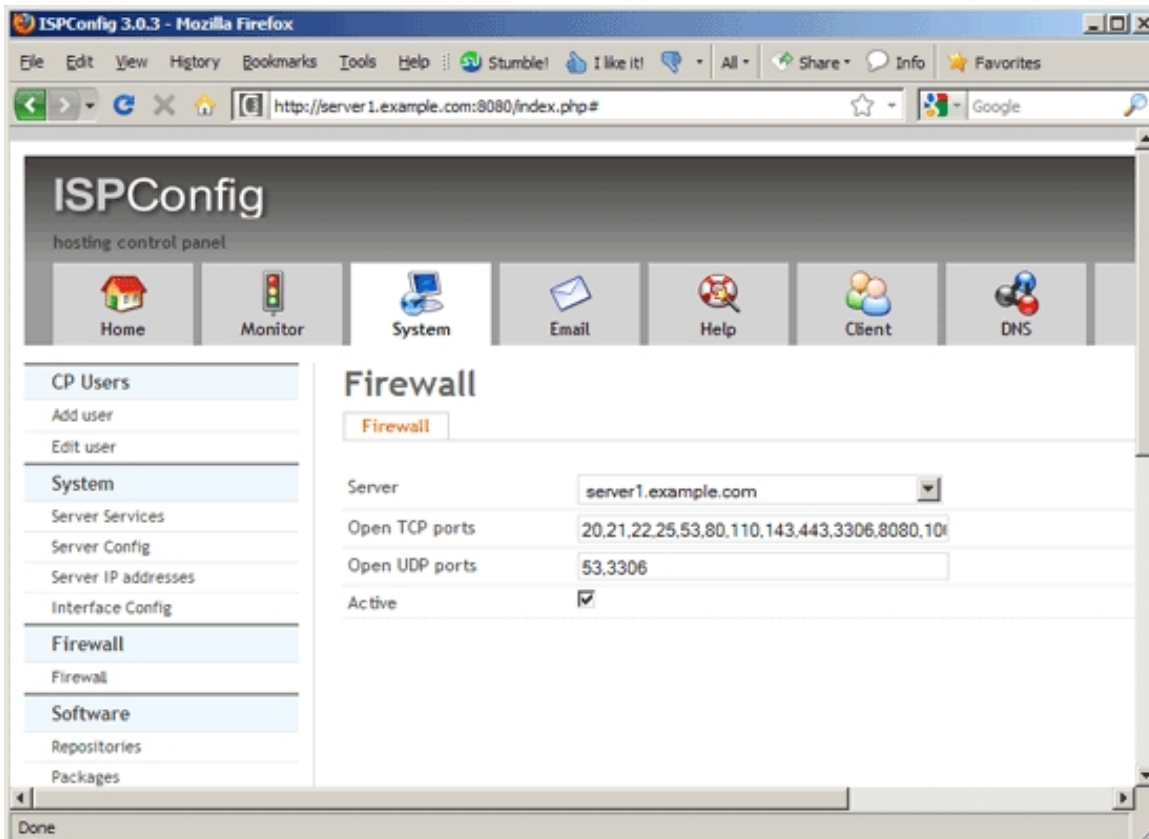 ISPConfig 3.0.3 - Mozilla Firefox
File Edit View History Bookmarks Tools Help Stumble! I like it! All Share Info Favorites
http://server1.example.com:8080/index.php# Google
ISPConfig
hosting control panel
Home Monitor System Email Help Client DNS
CP Users
Add user
Edit user
System
Server Services
Server Config
Server IP addresses
Interface Config
Firewall
Firewall
Software
Repositories
Packages
Firewall
Firewall
Server server1.example.com
Open TCP ports 20,21,22,25,53,80,110,143,443,3306,8080,10
Open UDP ports 53,3306
Active
Done